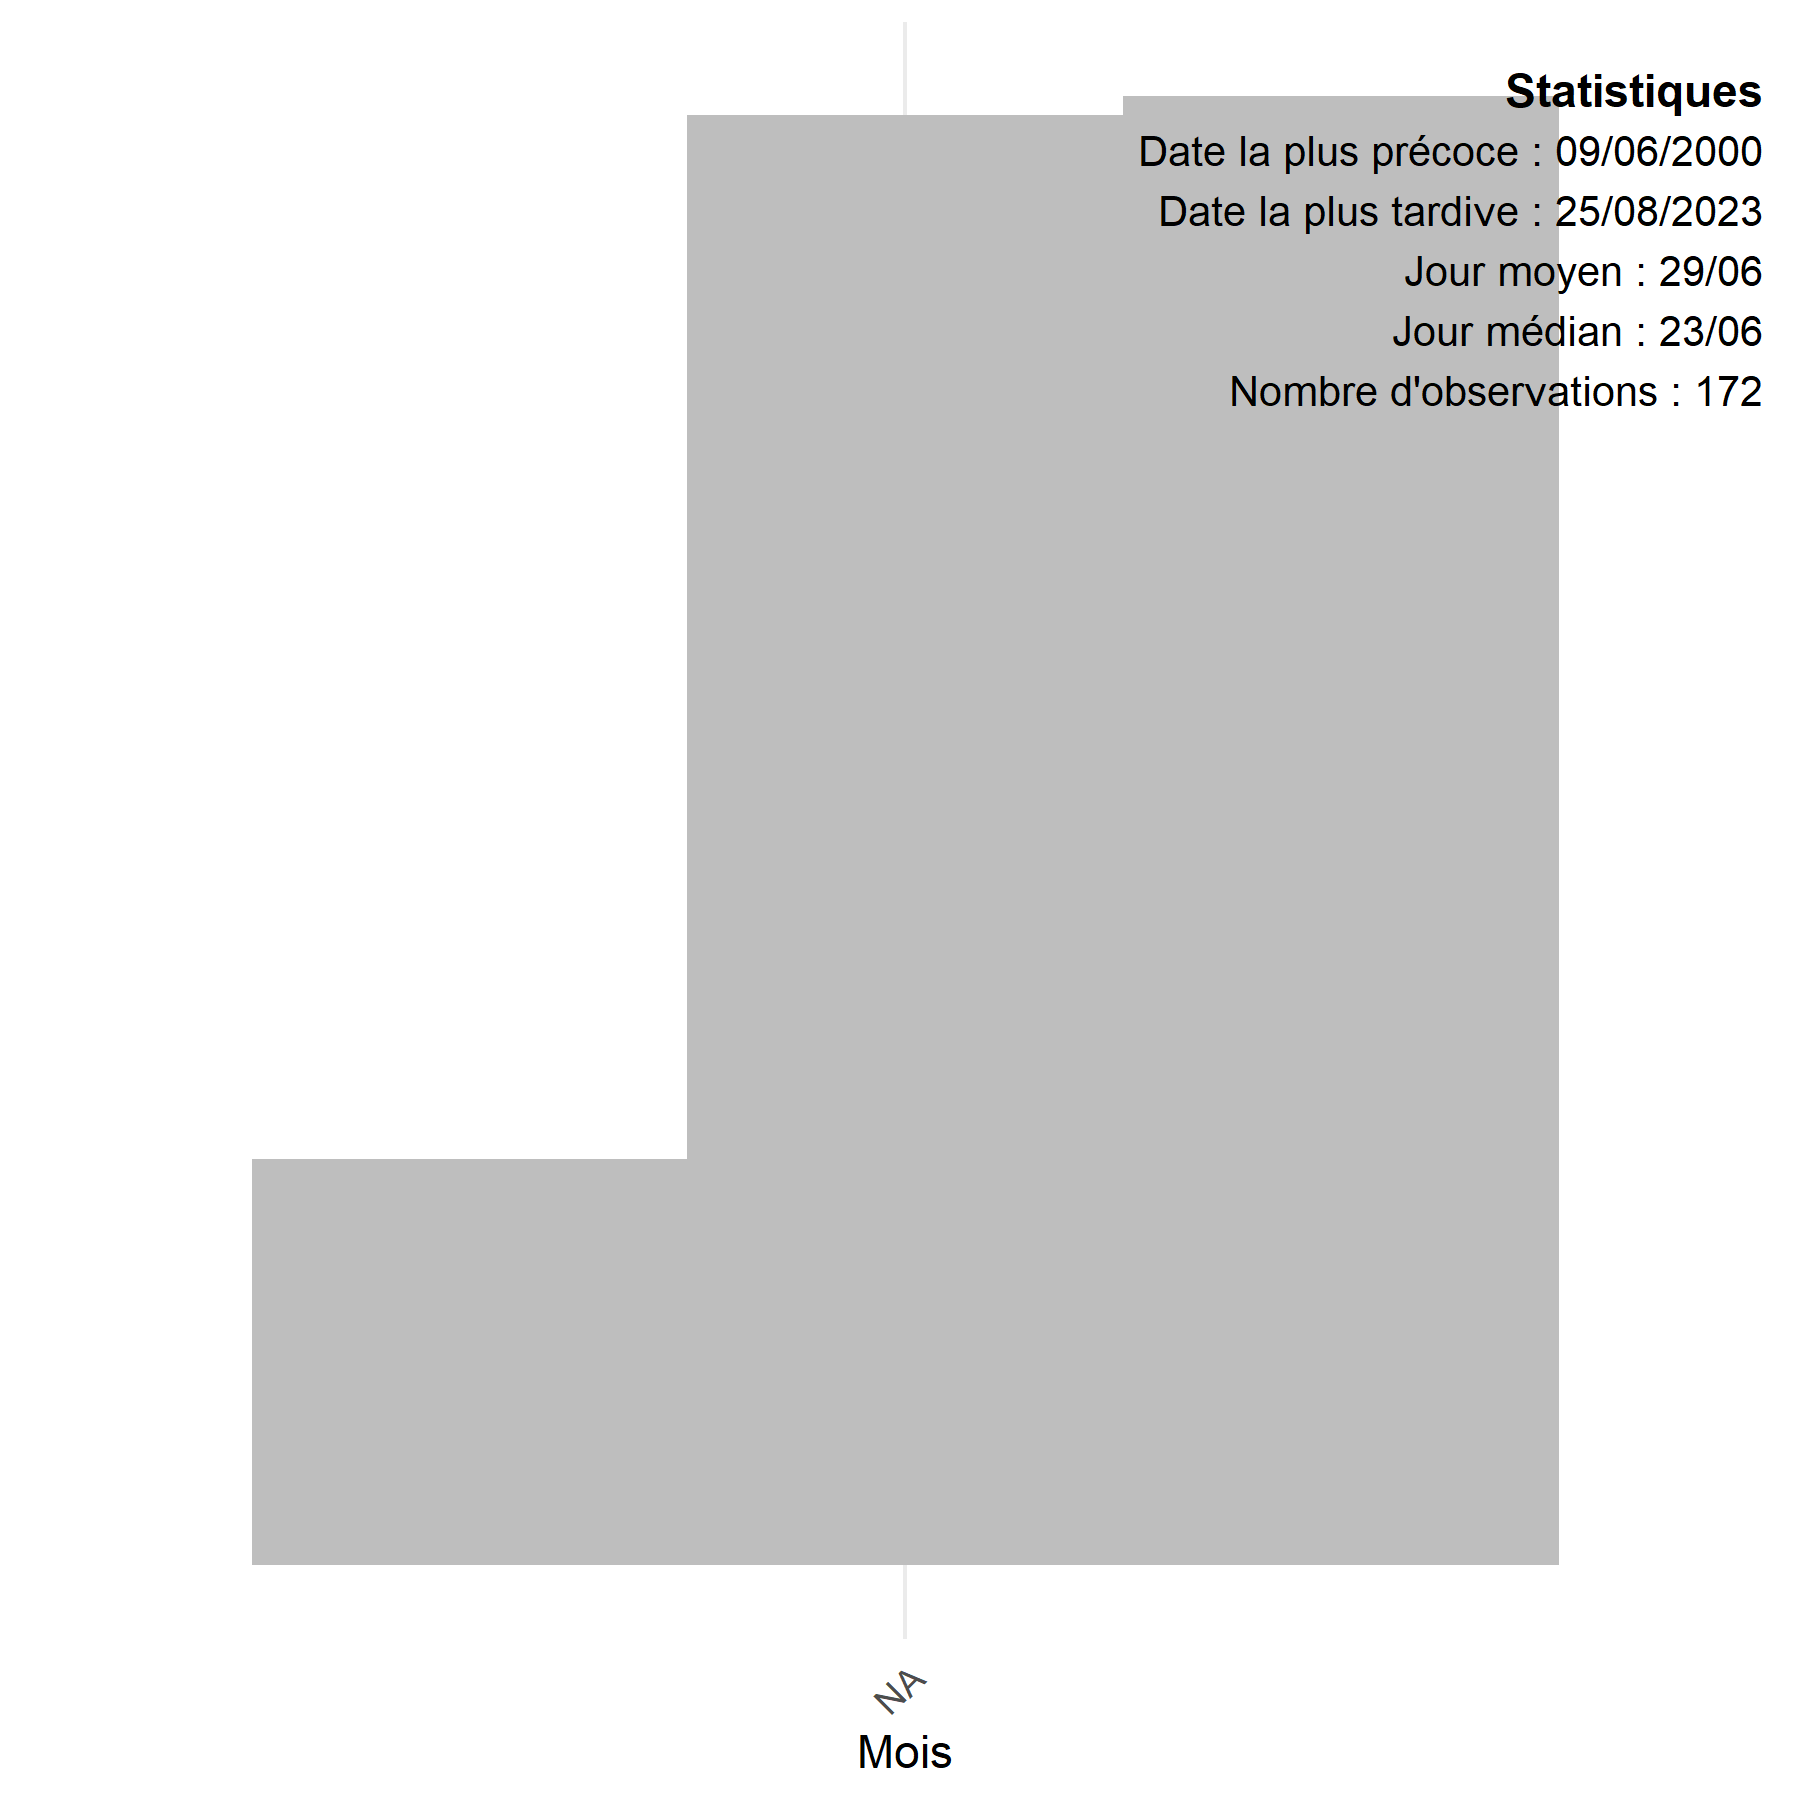 Statistiques
Date la plus précoce : 09/06/2000
Date la plus tardive : 25/08/2023
Jour moyen : 29/06
Jour médian : 23/06
Nombre d'observations : 172
NA
Mois